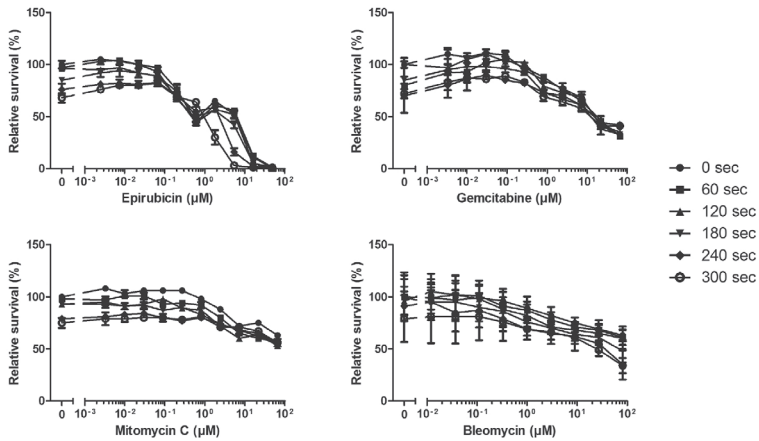 150
100
50
0
Relative survival (%)
0 10⁻³ 10⁻² 10⁻¹ 10⁰ 10¹ 10²
Epirubicin (µM)
150
100
50
0
Relative survival (%)
0 10⁻³ 10⁻² 10⁻¹ 10⁰ 10¹ 10²
Gemcitabine (µM)
0 sec
60 sec
120 sec
180 sec
240 sec
300 sec
150
100
50
0
Relative survival (%)
0 10⁻³ 10⁻² 10⁻¹ 10⁰ 10¹ 10²
Mitomycin C (µM)
150
100
50
0
Relative survival (%)
0 10⁻² 10⁻¹ 10⁰ 10¹ 10²
Bleomycin (µM)